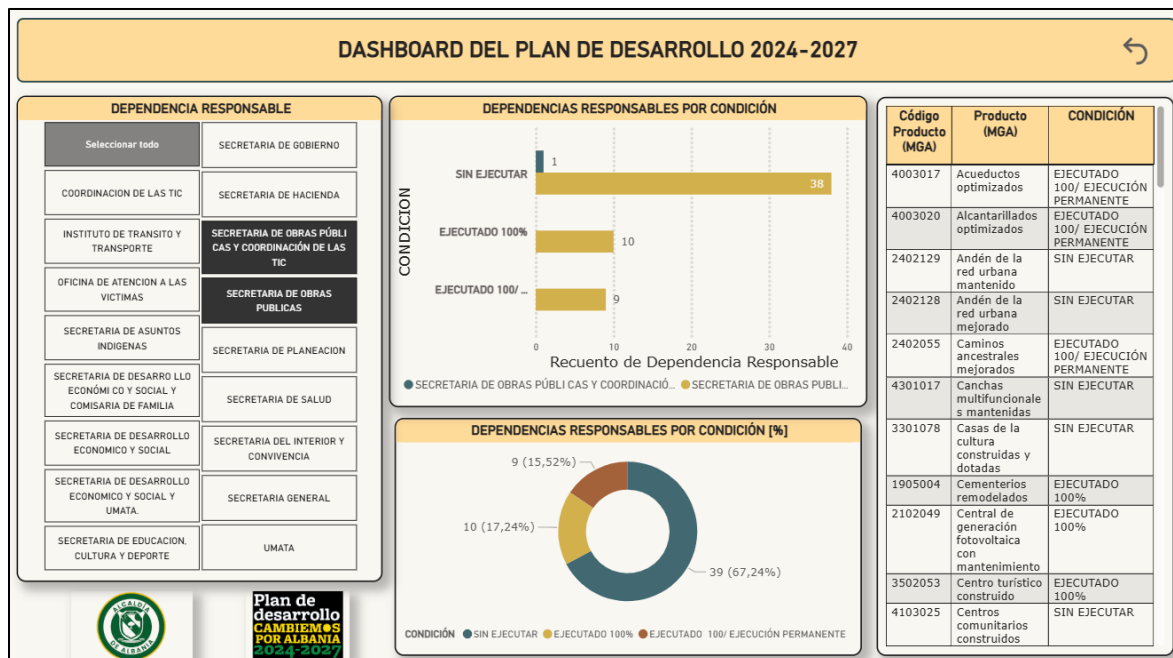 DASHBOARD DEL PLAN DE DESARROLLO 2024-2027
DEPENDENCIA RESPONSABLE
Seleccionar todo
COORDINACION DE LAS TIC
INSTITUTO DE TRANSITO Y
TRANSPORTE
OFICINA DE ATENCION A LAS
VICTIMAS
SECRETARIA DE ASUNTOS
INDIGENAS
SECRETARIA DE DESARRO LLO
ECONÓMI CO Y SOCIAL Y
COMISARIA DE FAMILIA
SECRETARIA DE DESARROLLO
ECONOMICO Y SOCIAL
SECRETARIA DE DESARROLLO
ECONOMICO Y SOCIAL Y
UMATA.
SECRETARIA DE EDUCACION,
CULTURA Y DEPORTE
SECRETARIA DE GOBIERNO
SECRETARIA DE HACIENDA
SECRETARIA DE OBRAS PÚBLI
CAS Y COORDINACIÓN DE LAS
TIC
SECRETARIA DE OBRAS
PUBLICAS
SECRETARIA DE PLANEACION
SECRETARIA DE SALUD
SECRETARIA DEL INTERIOR Y
CONVIVENCIA
SECRETARIA GENERAL
UMATA
ALCALDÍA
DE ALBANIA
Plan de
desarrollo
CAMBIEMOS
POR ALBANIA
2024-2027
DEPENDENCIAS RESPONSABLES POR CONDICIÓN
CONDICION
SIN EJECUTAR
1
38
EJECUTADO 100%
10
EJECUTADO 100/ ...
9
0 10 20 30 40
Recuento de Dependencia Responsable
SECRETARIA DE OBRAS PÚBLI CAS Y COORDINACIÓ... SECRETARIA DE OBRAS PUBLI...
DEPENDENCIAS RESPONSABLES POR CONDICIÓN [%]
9 (15,52%)
10 (17,24%)
39 (67,24%)
CONDICIÓN SIN EJECUTAR EJECUTADO 100% EJECUTADO 100/ EJECUCIÓN PERMANENTE
Código Producto (MGA) Producto (MGA) CONDICIÓN
4003017 Acueductos optimizados EJECUTADO 100/ EJECUCIÓN PERMANENTE
4003020 Alcantarillados optimizados EJECUTADO 100/ EJECUCIÓN PERMANENTE
2402129 Andén de la red urbana mantenido SIN EJECUTAR
2402128 Andén de la red urbana mejorado SIN EJECUTAR
2402055 Caminos ancestrales mejorados EJECUTADO 100/ EJECUCIÓN PERMANENTE
4301017 Canchas multifuncionale s mantenidas SIN EJECUTAR
3301078 Casas de la cultura construidas y dotadas SIN EJECUTAR
1905004 Cementerios remodelados EJECUTADO 100%
2102049 Central de generación fotovoltaica con mantenimiento EJECUTADO 100%
3502053 Centro turístico construido EJECUTADO 100%
4103025 Centros comunitarios construidos SIN EJECUTAR